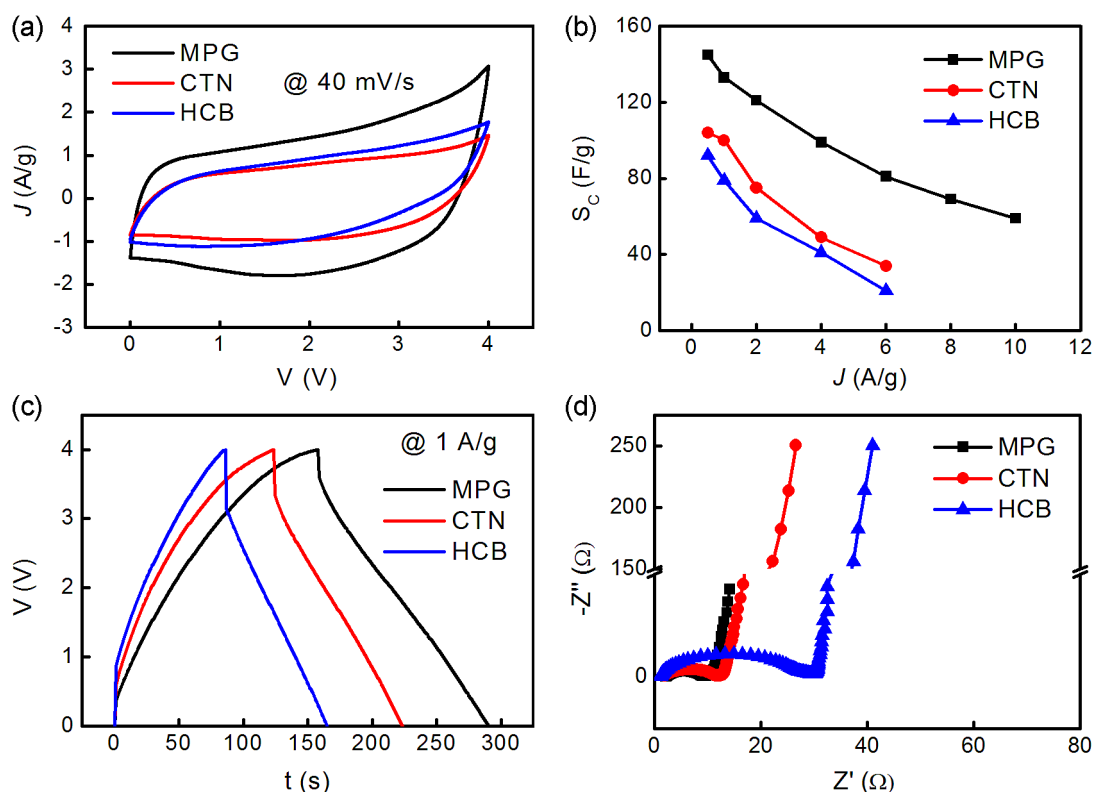 (a)
4
3
2
1
0
-1
-2
-3
J (A/g)
MPG
CTN
HCB
@ 40 mV/s
0 1 2 3 4
V (V)
(b)
160
120
80
40
0
S_C (F/g)
MPG
CTN
HCB
0 2 4 6 8 10 12
J (A/g)
(c)
4
3
2
1
0
V (V)
@ 1 A/g
MPG
CTN
HCB
0 50 100 150 200 250 300
t (s)
(d)
250
200
150
0
-Z'' (Ω)
MPG
CTN
HCB
0 20 40 60 80
Z' (Ω)